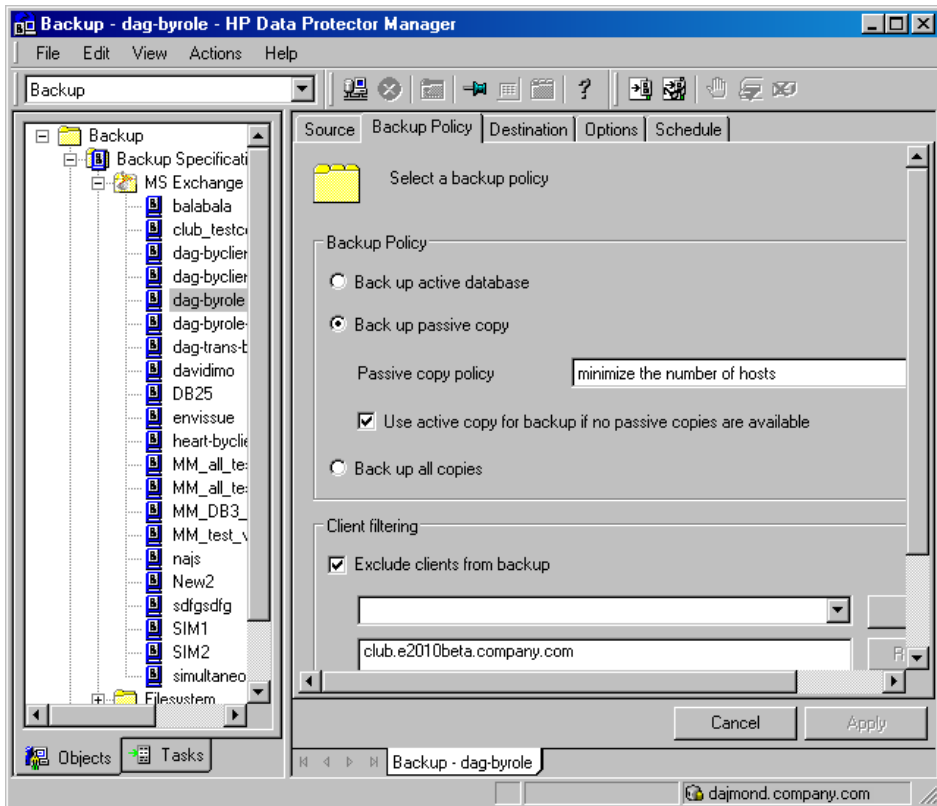 Backup - dag-byrole - HP Data Protector Manager
File Edit View Actions Help
Backup
Backup
Backup Specificati
MS Exchange
balabala
club_testc
dag-byclier
dag-byclier
dag-byrole
dag-byrole-
dag-trans-b
davidimo
DB25
envissue
heart-byclie
MM_all_te
MM_all_te
MM_DB3_
MM_test_v
najs
New2
sdfgsdfg
SIM1
SIM2
simultaneo
Filesystem
Objects Tasks
Source Backup Policy Destination Options Schedule
Select a backup policy
Backup Policy
Back up active database
Back up passive copy
Passive copy policy minimize the number of hosts
Use active copy for backup if no passive copies are available
Back up all copies
Client filtering
Exclude clients from backup
club.e2010beta.company.com
Cancel Apply
Backup - dag-byrole
dajmond.company.com